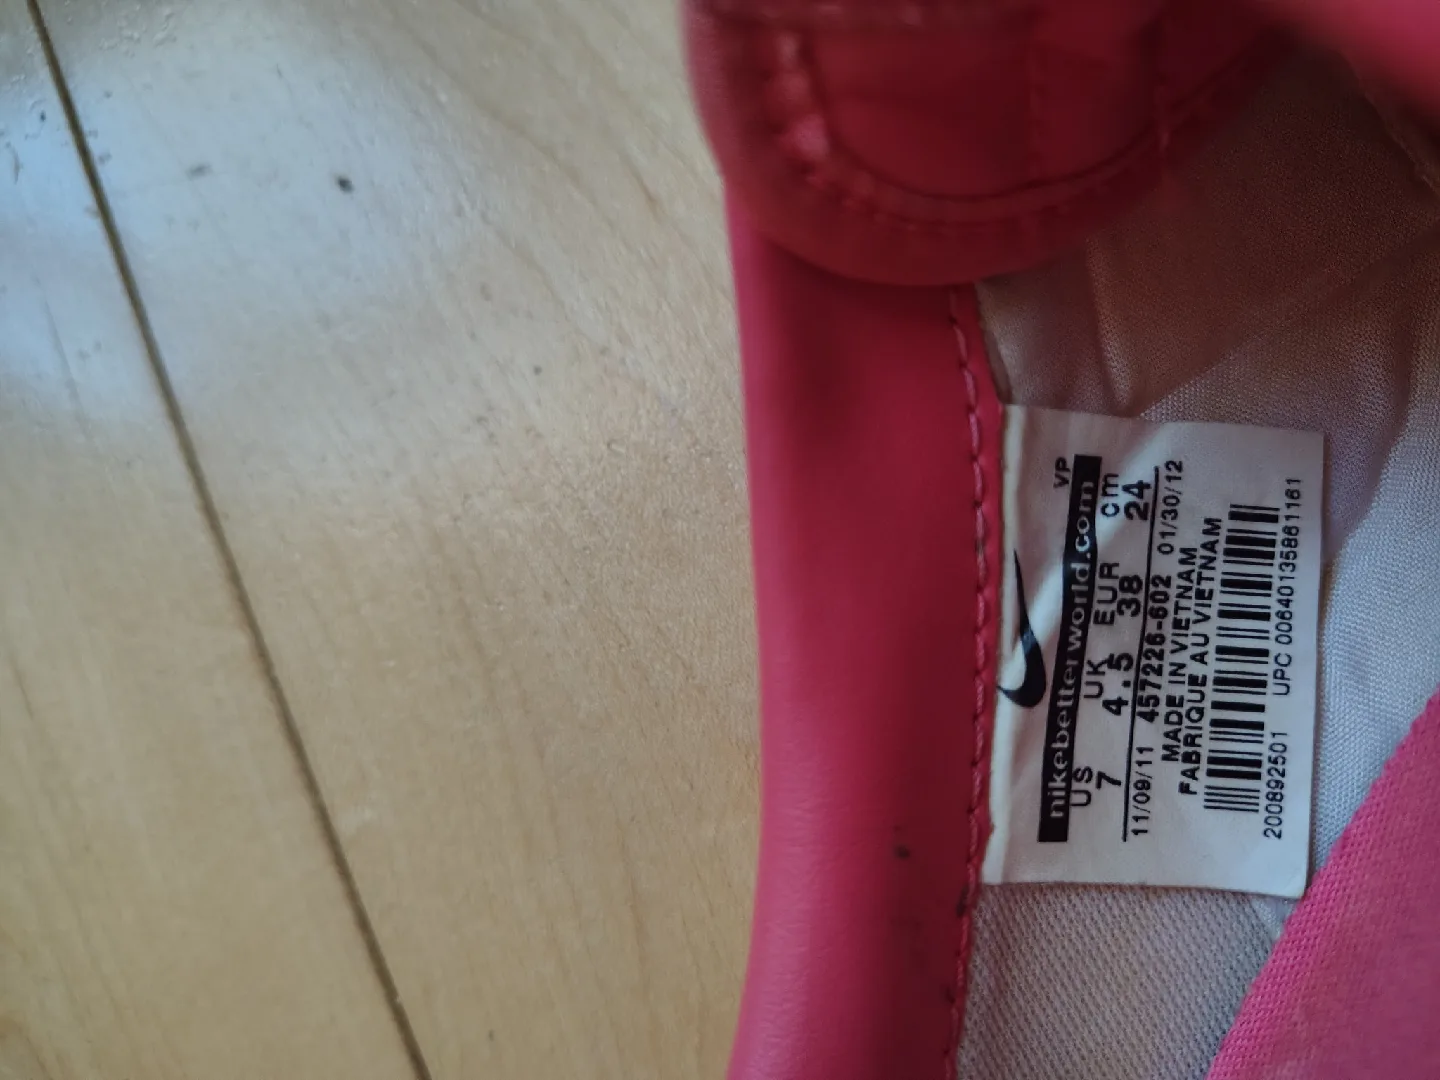 VP
nikebetterworld.com
US UK EUR cm
7 4.5 38 24
11/09/11 457226-602 01/30/12
MADE IN VIETNAM
FABRIQUE AU VIETNAM
200892501 UPC 00640135861161